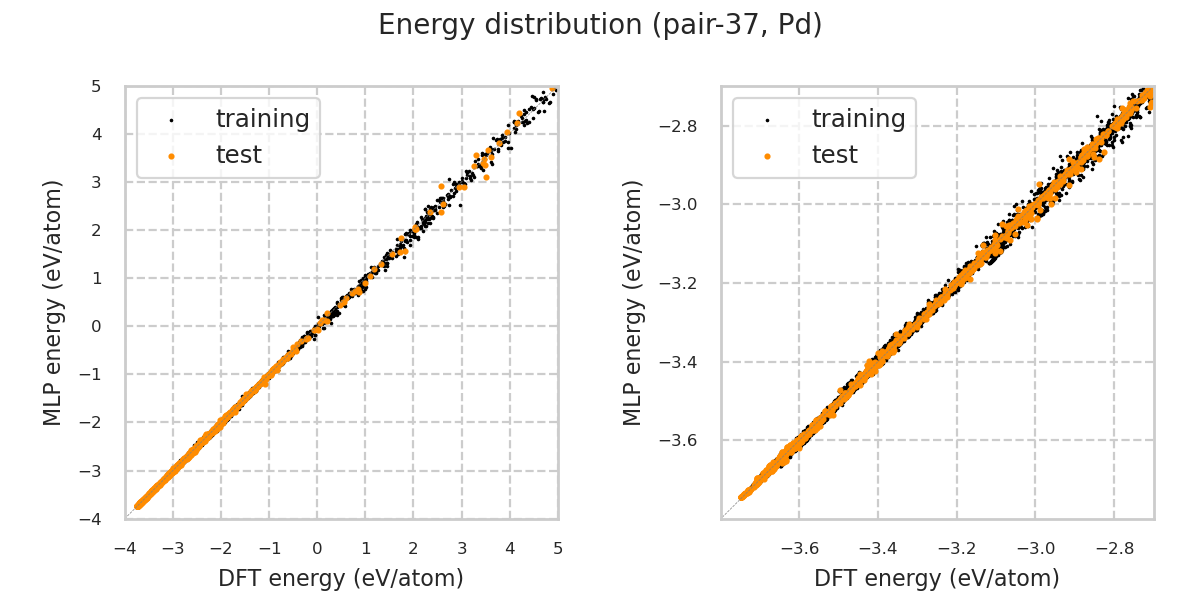 Energy distribution (pair-37, Pd)
MLP energy (eV/atom)
5
4
3
2
1
0
−1
−2
−3
−4
training
test
−4 −3 −2 −1 0 1 2 3 4 5
DFT energy (eV/atom)
MLP energy (eV/atom)
−2.8
−3.0
−3.2
−3.4
−3.6
training
test
−3.6 −3.4 −3.2 −3.0 −2.8
DFT energy (eV/atom)